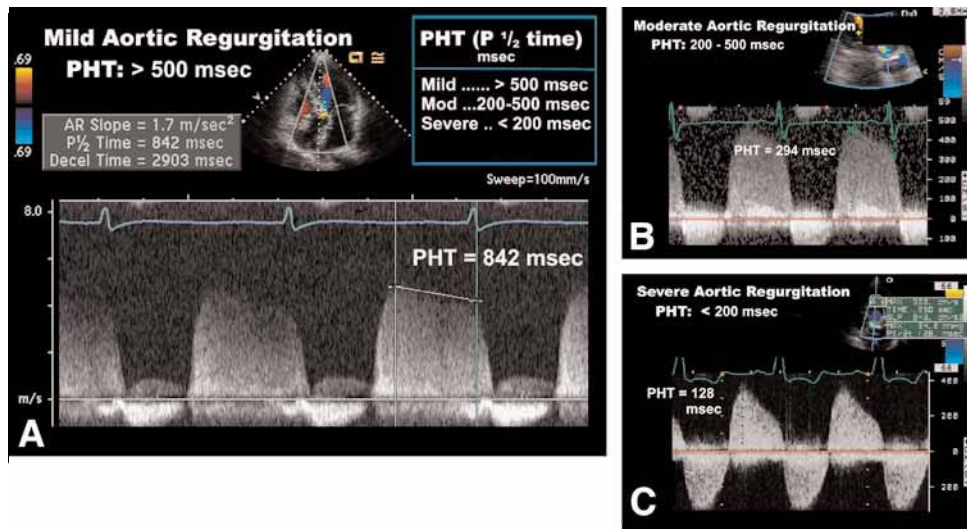 Mild Aortic Regurgitation
PHT: > 500 msec
.69
.69
AR Slope = 1.7 m/sec²
P½ Time = 842 msec
Decel Time = 2903 msec
PHT (P ½ time)
msec
Mild ...... > 500 msec
Mod ...200-500 msec
Severe .. < 200 msec
Sweep=100mm/s
8.0
PHT = 842 msec
m/s
A
Moderate Aortic Regurgitation
PHT: 200 - 500 msec
59
500
PHT = 294 msec
400
300
200
100
0
100
B
Severe Aortic Regurgitation
PHT: < 200 msec
66
66
PHT = 128
msec
400
200
0
200
C